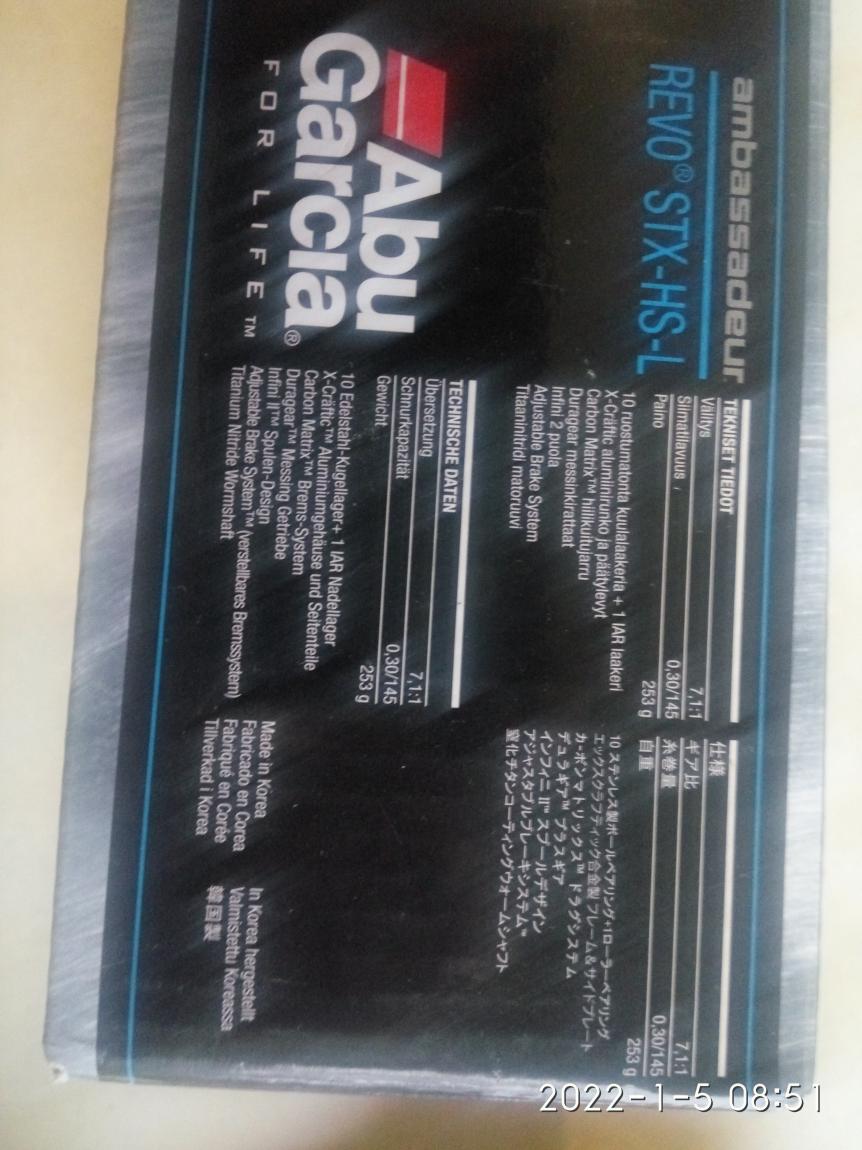 ambassadeur
REVO® STX-HS-L
Abu
Garcia®
FOR LIFE™
TEKNISET TIEDOT
Välitys 7,1:1
Siimatilavuus 0,30/145
Paino 253 g
10 ruostumatonta kuulalaakeria + 1 IAR laakeri
X-Cräftic alumiinirunko ja päätylevyt
Carbon Matrix™ hiilikuitujarru
Duragear messinkirattaat
Infini 2 puola
Adjustable Brake System
Titaaninitridi matoruuvi
仕様
ギア比 7,1:1
糸巻量 0,30/145
自重 253 g
10 ステンレス製ボールベアリング+1ローラーベアリング
エックスクラフティック合金製 フレーム&サイドプレート
カーボンマトリックス™ ドラグシステム
デュラギア™ ブラスギア
インフィニ II™ スプールデザイン
アジャスタブルブレーキシステム™
窒化チタンコーティングウォームシャフト
TECHNISCHE DATEN
Übersetzung 7,1:1
Schnurkapazität 0,30/145
Gewicht 253 g
10 Edelstahl-Kugellager+ 1 IAR Nadellager
X-Cräftic™ Aluminiumgehäuse und Seitenteile
Carbon Matrix™ Brems-System
Duragear™ Messing Getriebe
Infini II™ Spulen-Design
Adjustable Brake System™ (verstellbares Bremssystem)
Titanium Nitride Wormshaft
Made in Korea
Fabricado en Corea
Fabriqué en Corée
Tillverkad i Korea
In Korea hergestellt
Valmistettu Koreassa
韓国製
2022-1-5 08:51